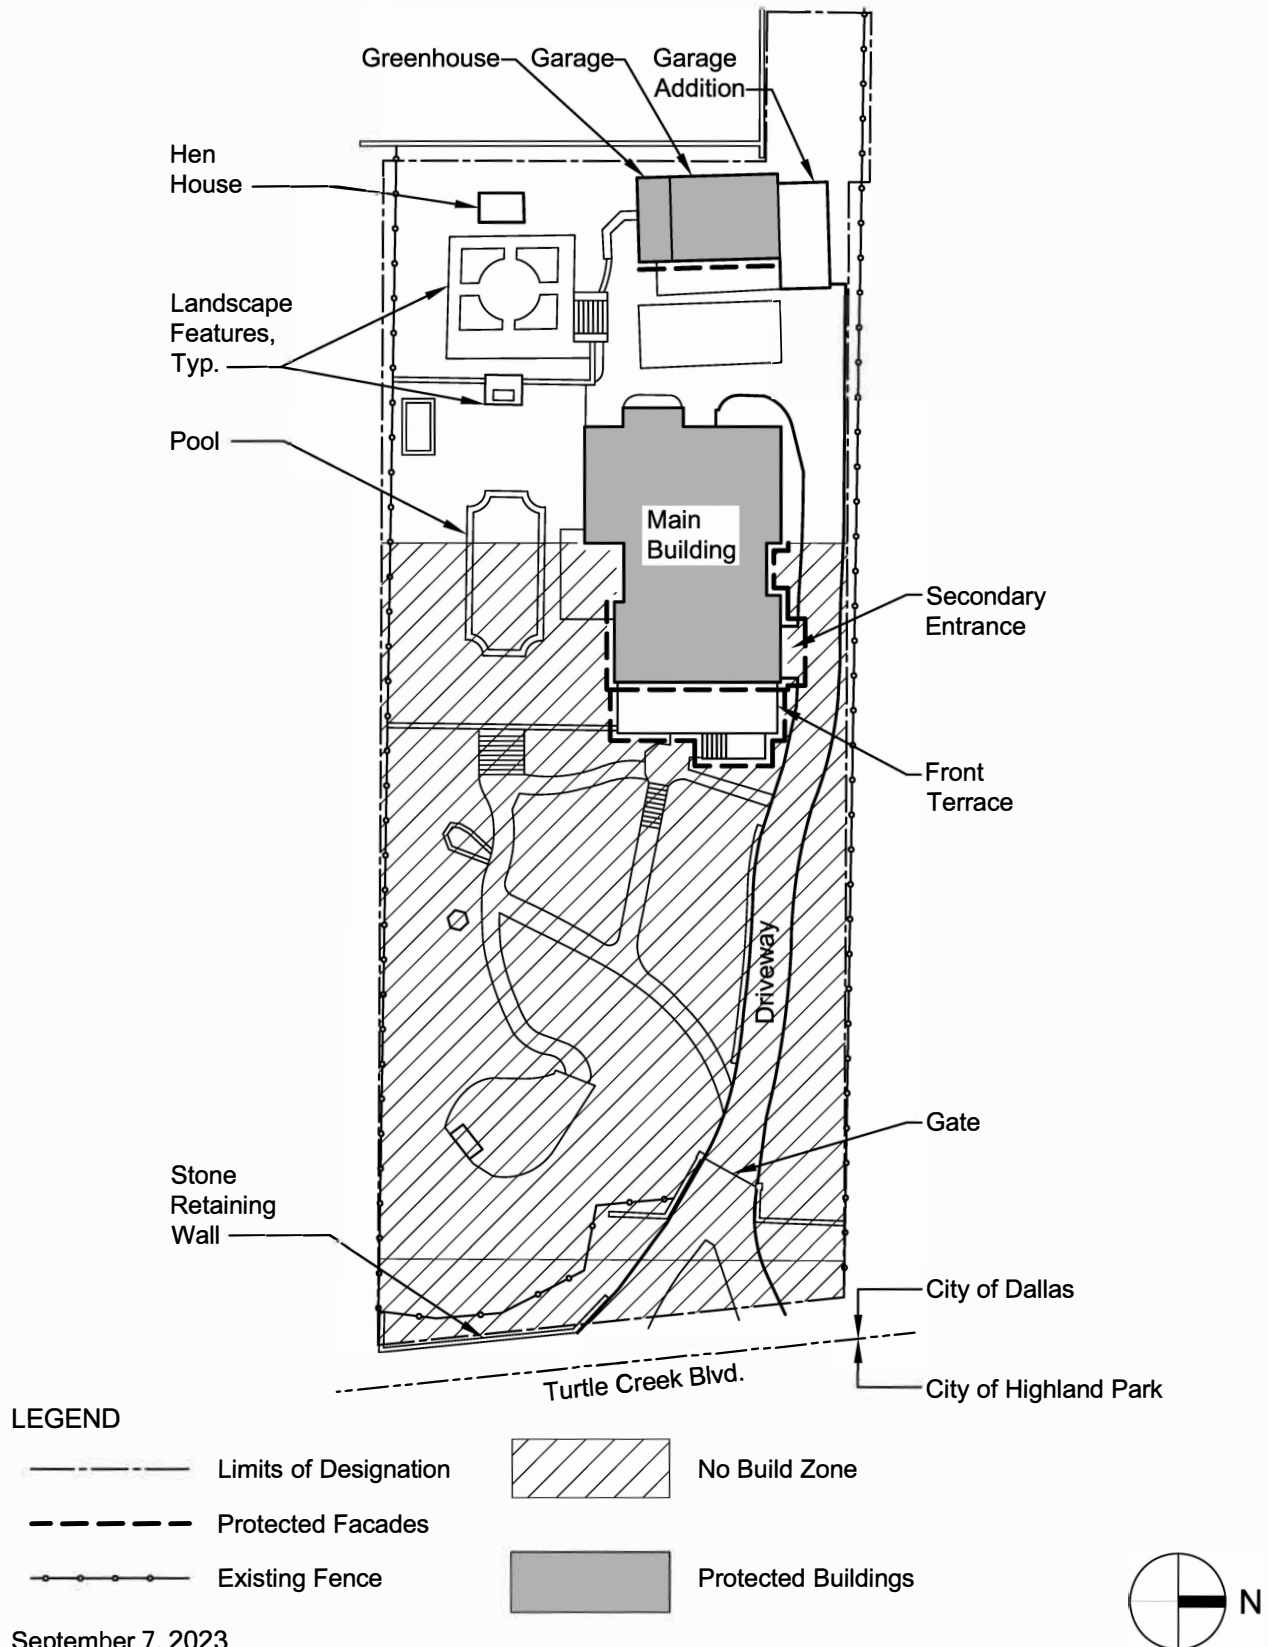 Greenhouse
Garage
Garage
Addition
Hen
House
Landscape
Features,
Typ.
Pool
Main
Building
Secondary
Entrance
Front
Terrace
Driveway
Gate
Stone
Retaining
Wall
City of Dallas
Turtle Creek Blvd.
City of Highland Park
LEGEND
Limits of Designation
No Build Zone
Protected Facades
Existing Fence
Protected Buildings
N
September 7, 2023